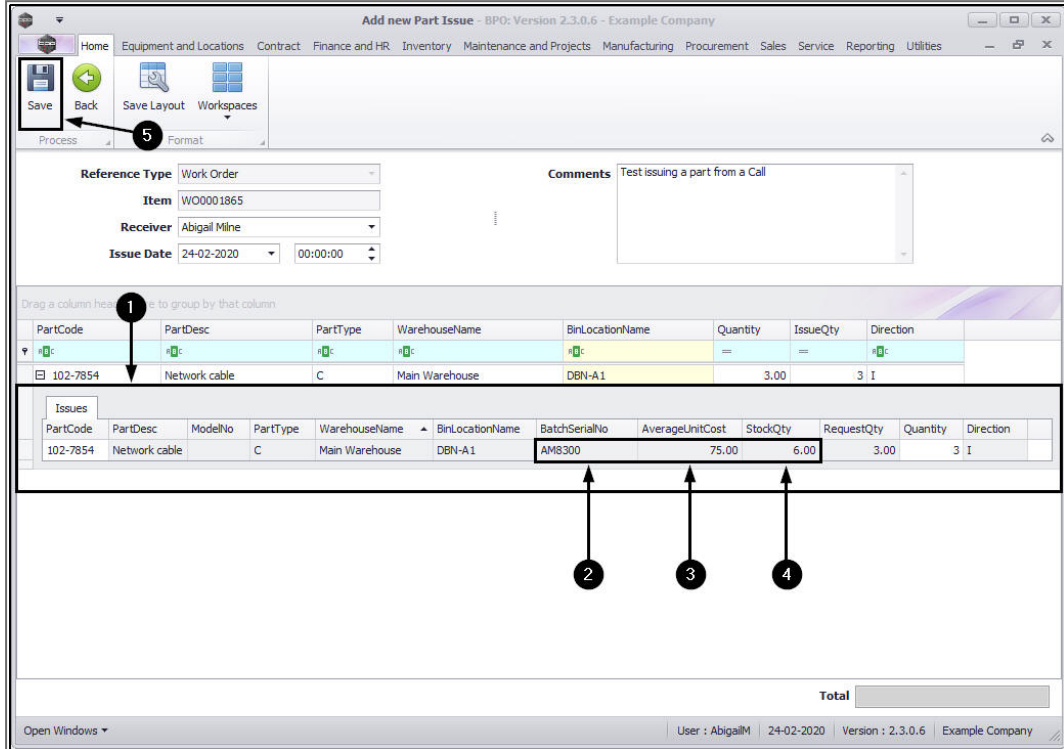 Add new Part Issue - BPO: Version 2.3.0.6 - Example Company
Home Equipment and Locations Contract Finance and HR Inventory Maintenance and Projects Manufacturing Procurement Sales Service Reporting Utilities
Save Back Save Layout Workspaces
5
Process Format
Reference Type Work Order Comments Test issuing a part from a Call
Item WO0001865
Receiver Abigail Milne
Issue Date 24-02-2020 00:00:00
1
Drag a column hea to group by that column
PartCode PartDesc PartType WarehouseName BinLocationName Quantity IssueQty Direction
102-7854 Network cable C Main Warehouse DBN-A1 3.00 3 I
Issues
PartCode PartDesc ModelNo PartType WarehouseName BinLocationName BatchSerialNo AverageUnitCost StockQty RequestQty Quantity Direction
102-7854 Network cable C Main Warehouse DBN-A1 AM8300 75.00 6.00 3.00 3 I
2 3 4
Total
Open Windows User : AbigailM 24-02-2020 Version : 2.3.0.6 Example Company